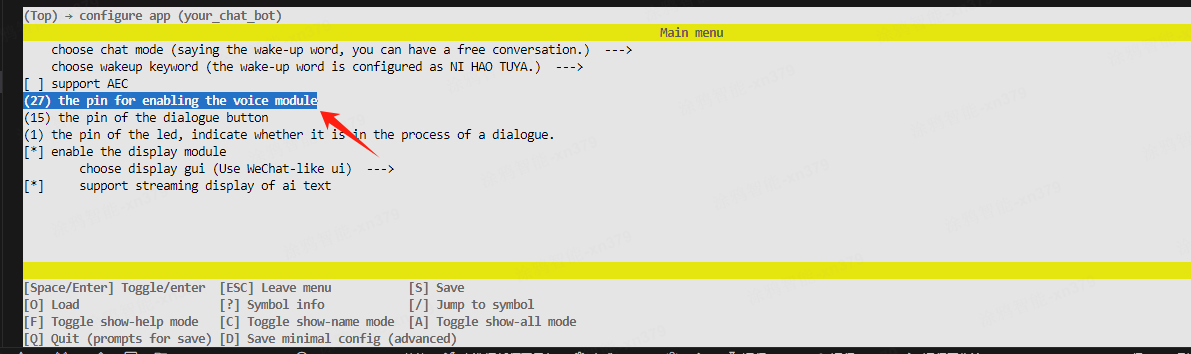 (Top) → configure app (your_chat_bot)
Main menu
choose chat mode (saying the wake-up word, you can have a free conversation.)  --->
choose wakeup keyword (the wake-up word is configured as NI HAO TUYA.)  --->
[ ] support AEC
(27) the pin for enabling the voice module
(15) the pin of the dialogue button
(1) the pin of the led, indicate whether it is in the process of a dialogue.
[*] enable the display module
choose display gui (Use WeChat-like ui)  --->
[*]     support streaming display of ai text
[Space/Enter] Toggle/enter  [ESC] Leave menu           [S] Save
[O] Load                    [?] Symbol info            [/] Jump to symbol
[F] Toggle show-help mode   [C] Toggle show-name mode  [A] Toggle show-all mode
[Q] Quit (prompts for save) [D] Save minimal config (advanced)